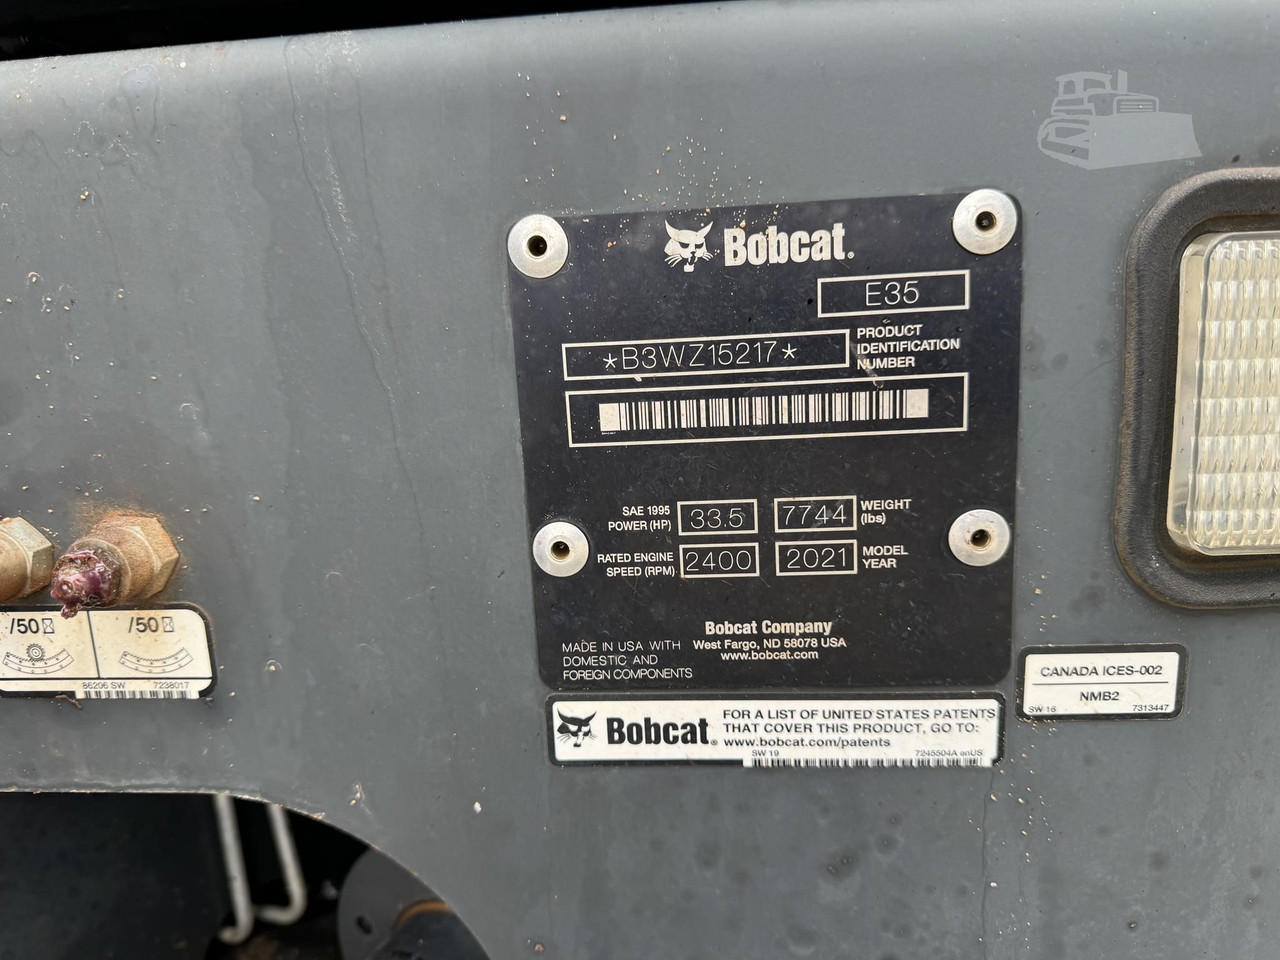 Bobcat.
E35
*B3WZ15217*
PRODUCT
IDENTIFICATION
NUMBER
SAE 1995
POWER (HP)
33.5
7744
WEIGHT
(lbs)
RATED ENGINE
SPEED (RPM)
2400
2021
MODEL
YEAR
Bobcat Company
West Fargo, ND 58078 USA
www.bobcat.com
MADE IN USA WITH
DOMESTIC AND
FOREIGN COMPONENTS
Bobcat.
FOR A LIST OF UNITED STATES PATENTS
THAT COVER THIS PRODUCT, GO TO:
www.bobcat.com/patents
SW 19 7245504A enUS
CANADA ICES-002
NMB2
SW 16 7313447
/50 /50
86206 SW 7238017